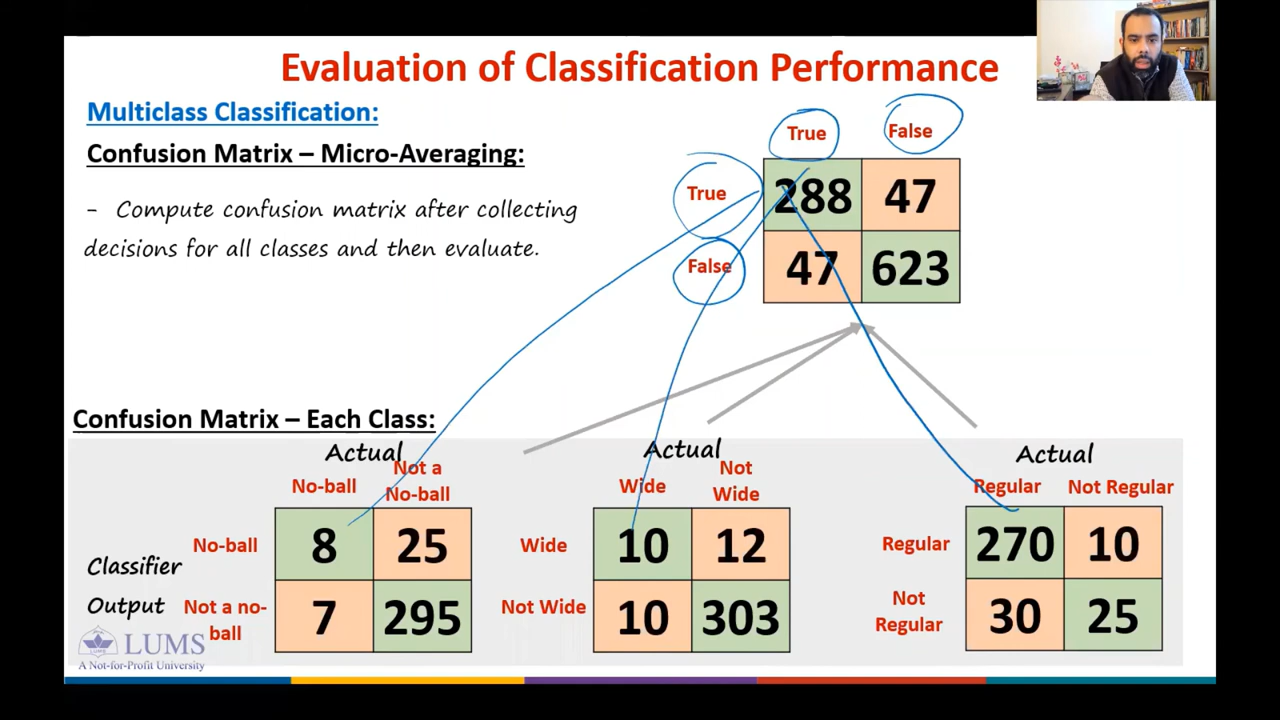 Evaluation of Classification Performance
Multiclass Classification:
Confusion Matrix – Micro-Averaging:
- Compute confusion matrix after collecting
decisions for all classes and then evaluate.
True False
True 288 47
False 47 623
Confusion Matrix – Each Class:
Actual
No-ball Not a No-ball
Classifier Output
No-ball 8 25
Not a no-ball 7 295
Actual
Wide Not Wide
Wide 10 12
Not Wide 10 303
Actual
Regular Not Regular
Regular 270 10
Not Regular 30 25
LUMS
A Not-for-Profit University